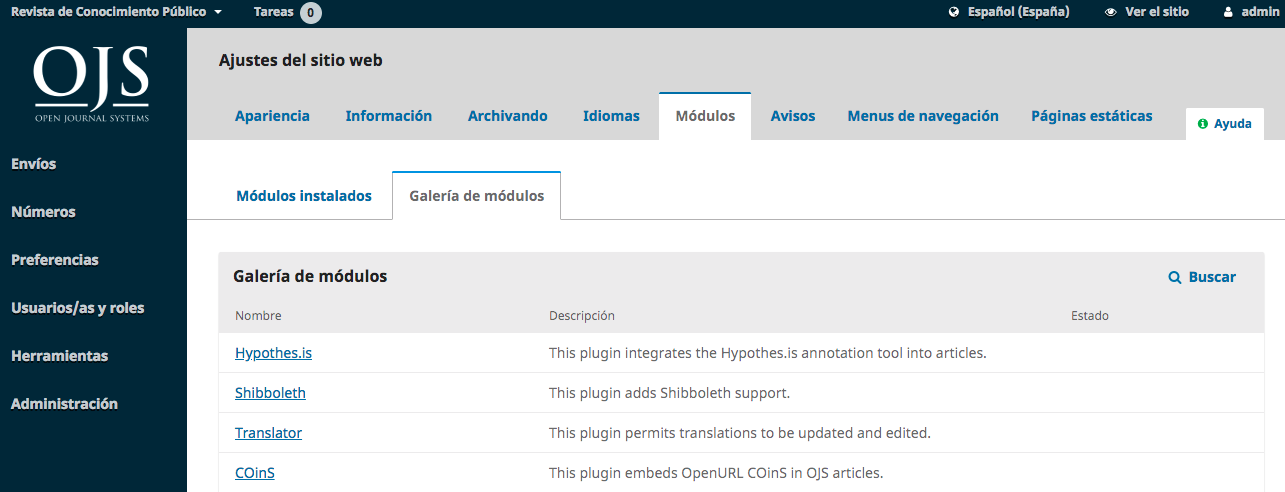 Revista de Conocimiento Público Tareas 0 Español (España) Ver el sitio admin
OJS
OPEN JOURNAL SYSTEMS
Envíos
Números
Preferencias
Usuarios/as y roles
Herramientas
Administración
Ajustes del sitio web
Apariencia Información Archivando Idiomas Módulos Avisos Menus de navegación Páginas estáticas Ayuda
Módulos instalados Galería de módulos
Galería de módulos Buscar
Nombre Descripción Estado
Hypothes.is This plugin integrates the Hypothes.is annotation tool into articles.
Shibboleth This plugin adds Shibboleth support.
Translator This plugin permits translations to be updated and edited.
COinS This plugin embeds OpenURL COinS in OJS articles.